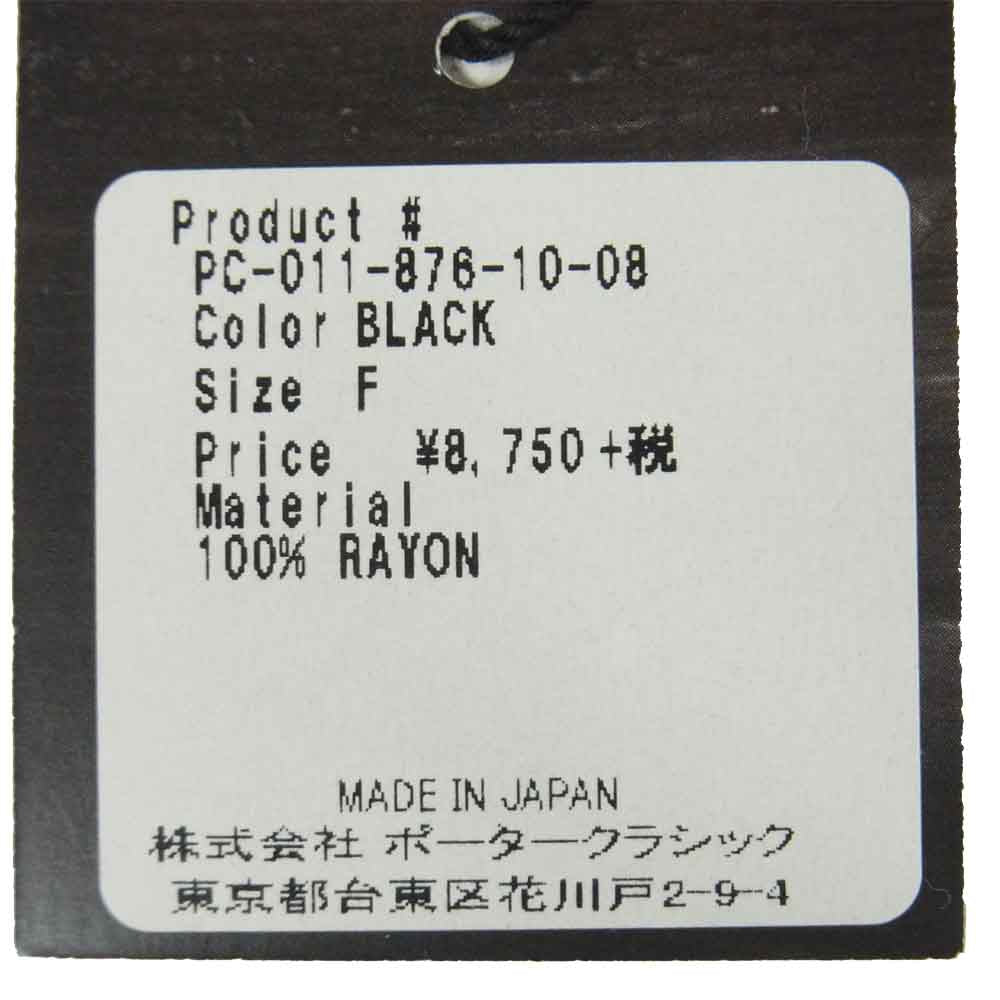 Product #
PC-011-876-10-08
Color BLACK
Size F
Price ¥8,750+税
Material
100% RAYON
MADE IN JAPAN
株式会社 ポータークラシック
東京都台東区花川戸2-9-4